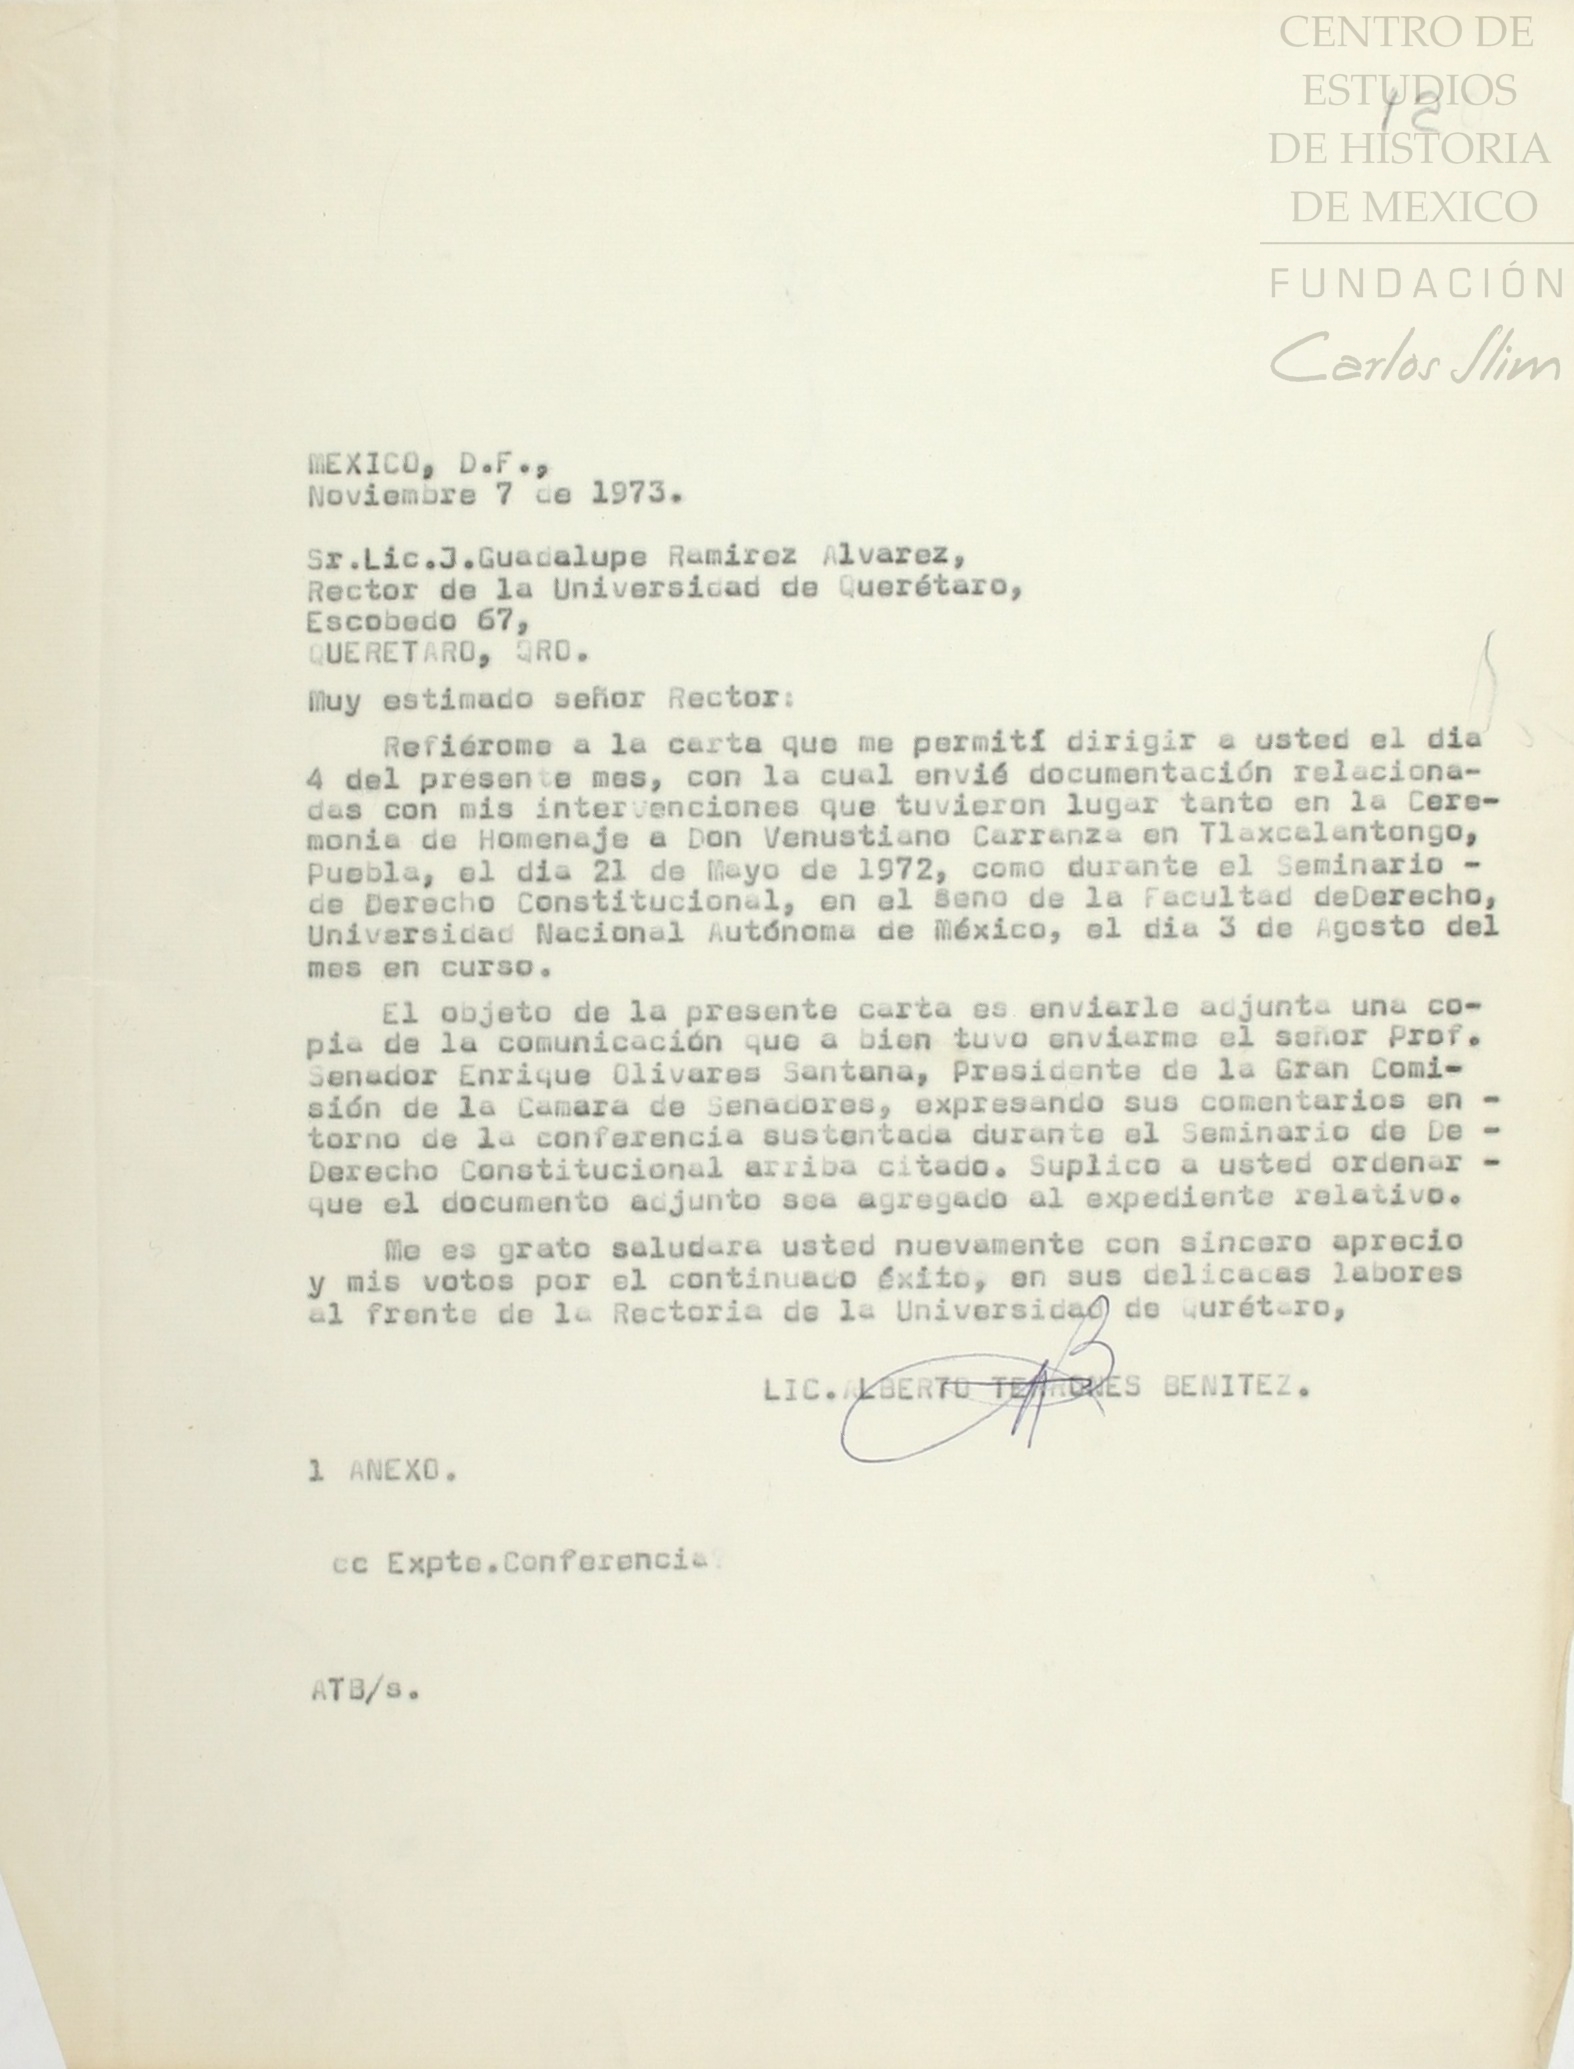 CENTRO DE
ESTUDIOS
DE HISTORIA
DE MEXICO
FUNDACIÓN
Carlos Slim
12
MEXICO, D.F.,
Noviembre 7 de 1973.
Sr.Lic.J.Guadalupe Ramirez Alvarez,
Rector de la Universidad de Querétaro,
Escobedo 67,
QUERETARO, QRO.
Muy estimado señor Rector:
Refiérome a la carta que me permití dirigir a usted el dia
4 del presente mes, con la cual envié documentación relaciona-
das con mis intervenciones que tuvieron lugar tanto en la Cere-
monia de Homenaje a Don Venustiano Carranza en Tlaxcalantongo,
Puebla, el dia 21 de Mayo de 1972, como durante el Seminario -
de Derecho Constitucional, en el Seno de la Facultad deDerecho,
Universidad Nacional Autónoma de México, el dia 3 de Agosto del
mes en curso.
El objeto de la presente carta es enviarle adjunta una co-
pia de la comunicación que a bien tuvo enviarme el señor Prof.
Senador Enrique Olivares Santana, Presidente de la Gran Comi-
sión de la Camara de Senadores, expresando sus comentarios en -
torno de la conferencia sustentada durante el Seminario de De -
Derecho Constitucional arriba citado. Suplico a usted ordenar -
que el documento adjunto sea agregado al expediente relativo.
Me es grato saludara usted nuevamente con sincero aprecio
y mis votos por el continuado éxito, en sus delicadas labores
al frente de la Rectoria de la Universidad de Qurétaro,
LIC.ALBERTO TERRONES BENITEZ.
1 ANEXO.
cc Expte.Conferencia
ATB/s.